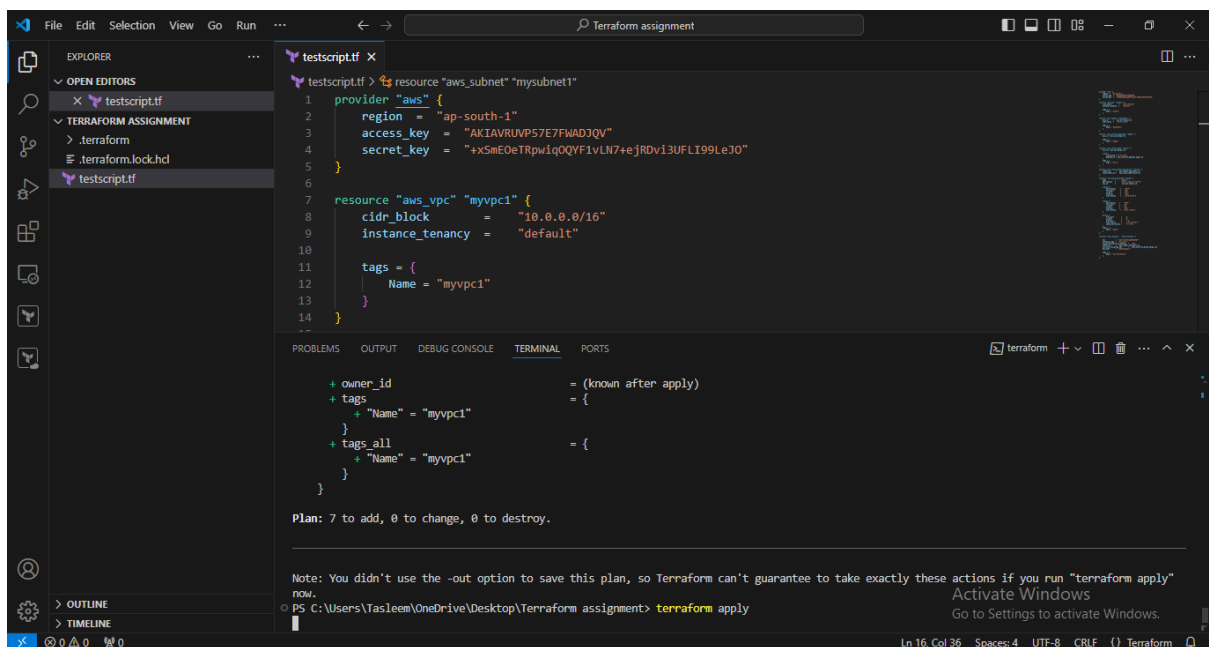 File Edit Selection View Go Run ··· ← → Terraform assignment
EXPLORER ···
OPEN EDITORS
testscript.tf
TERRAFORM ASSIGNMENT
.terraform
.terraform.lock.hcl
testscript.tf
OUTLINE
TIMELINE
testscript.tf
testscript.tf > resource "aws_subnet" "mysubnet1"
1 provider "aws" {
2 region = "ap-south-1"
3 access_key = ""
4 secret_key = ""
5 }
6
7 resource "aws_vpc" "myvpc1" {
8 cidr_block = "10.0.0.0/16"
9 instance_tenancy = "default"
10
11 tags = {
12 Name = "myvpc1"
13 }
14 }
PROBLEMS OUTPUT DEBUG CONSOLE TERMINAL PORTS terraform
+ owner_id = (known after apply)
+ tags = {
+ "Name" = "myvpc1"
}
+ tags_all = {
+ "Name" = "myvpc1"
}
}
Plan: 7 to add, 0 to change, 0 to destroy.
Note: You didn't use the -out option to save this plan, so Terraform can't guarantee to take exactly these actions if you run "terraform apply"
now.
PS C:\Users\Tasleem\OneDrive\Desktop\Terraform assignment> terraform apply
Activate Windows
Go to Settings to activate Windows.
0 0 0 Ln 16, Col 36 Spaces: 4 UTF-8 CRLF {} Terraform